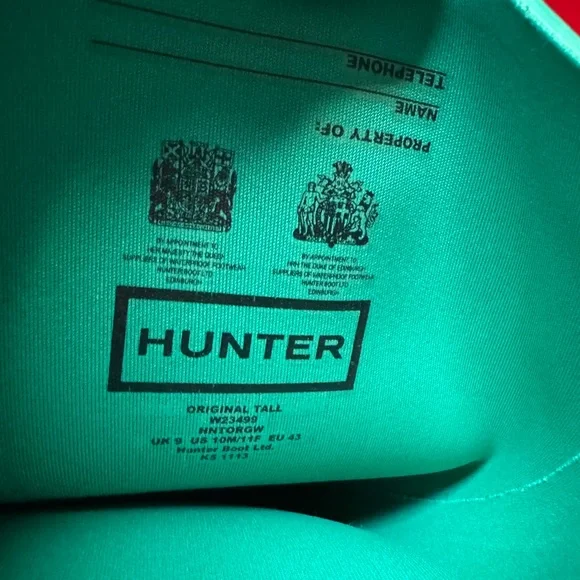 PROPERTY OF:
NAME
TELEPHONE
BY APPOINTMENT TO
HER MAJESTY THE QUEEN
SUPPLIERS OF WATERPROOF FOOTWEAR
HUNTER BOOT LTD
EDINBURGH
BY APPOINTMENT TO
HRH THE DUKE OF EDINBURGH
SUPPLIERS OF WATERPROOF FOOTWEAR
HUNTER BOOT LTD
EDINBURGH
HUNTER
ORIGINAL TALL
W23499
HNTORGW
UK 9 US 10M/11F EU 43
Hunter Boot Ltd.
KS 1113